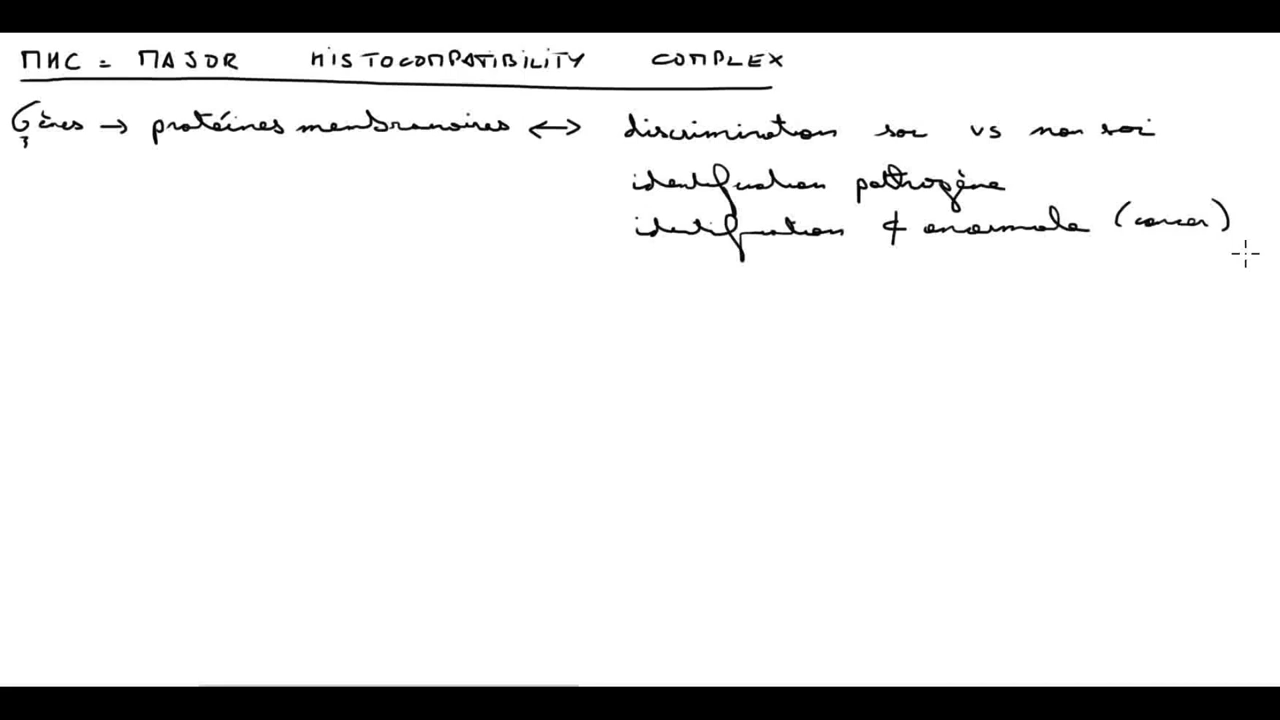 MHC = MAJOR HISTOCOMPATIBILITY COMPLEX
Gènes → protéines membranaires ↔ discrimination soi vs non soi
identification pathogène
identification ¢ anormale (cancer)